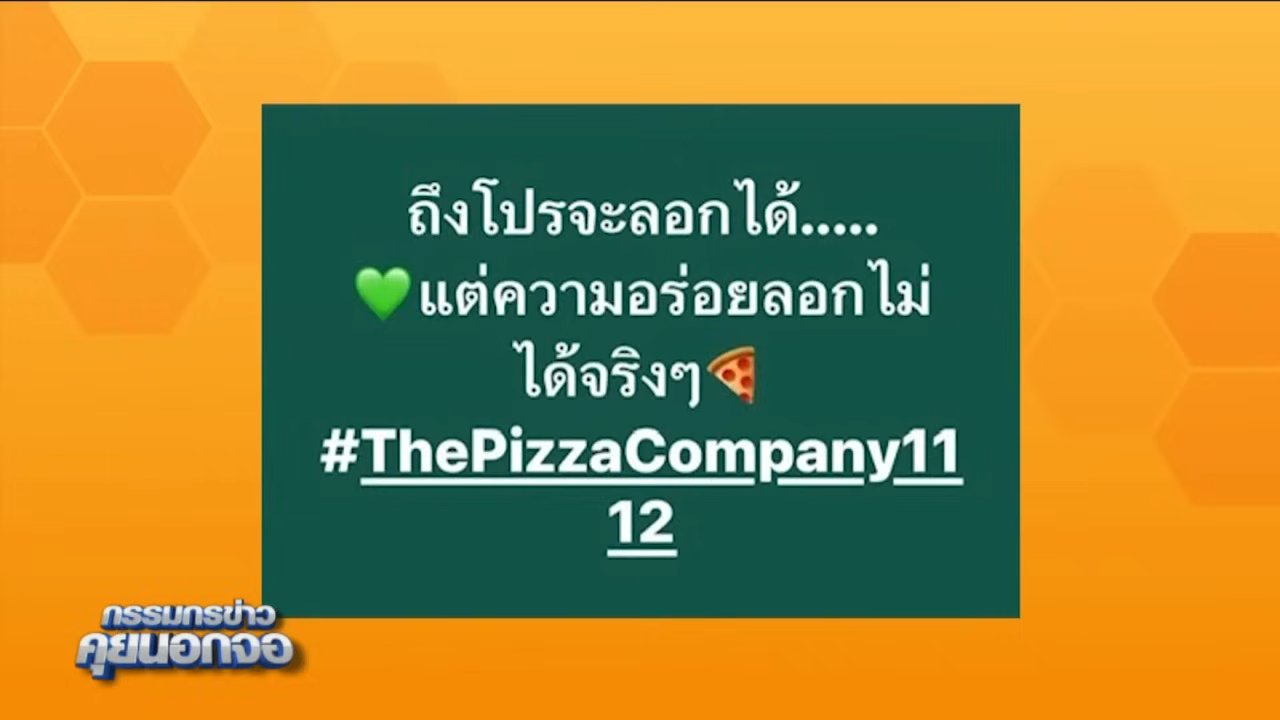 ถึงโปรจะลอกได้.....
💚แต่ความอร่อยลอกไม่
ได้จริงๆ🍕
#ThePizzaCompany11
12
กรรมกรข่าว
คุยนอกจอ